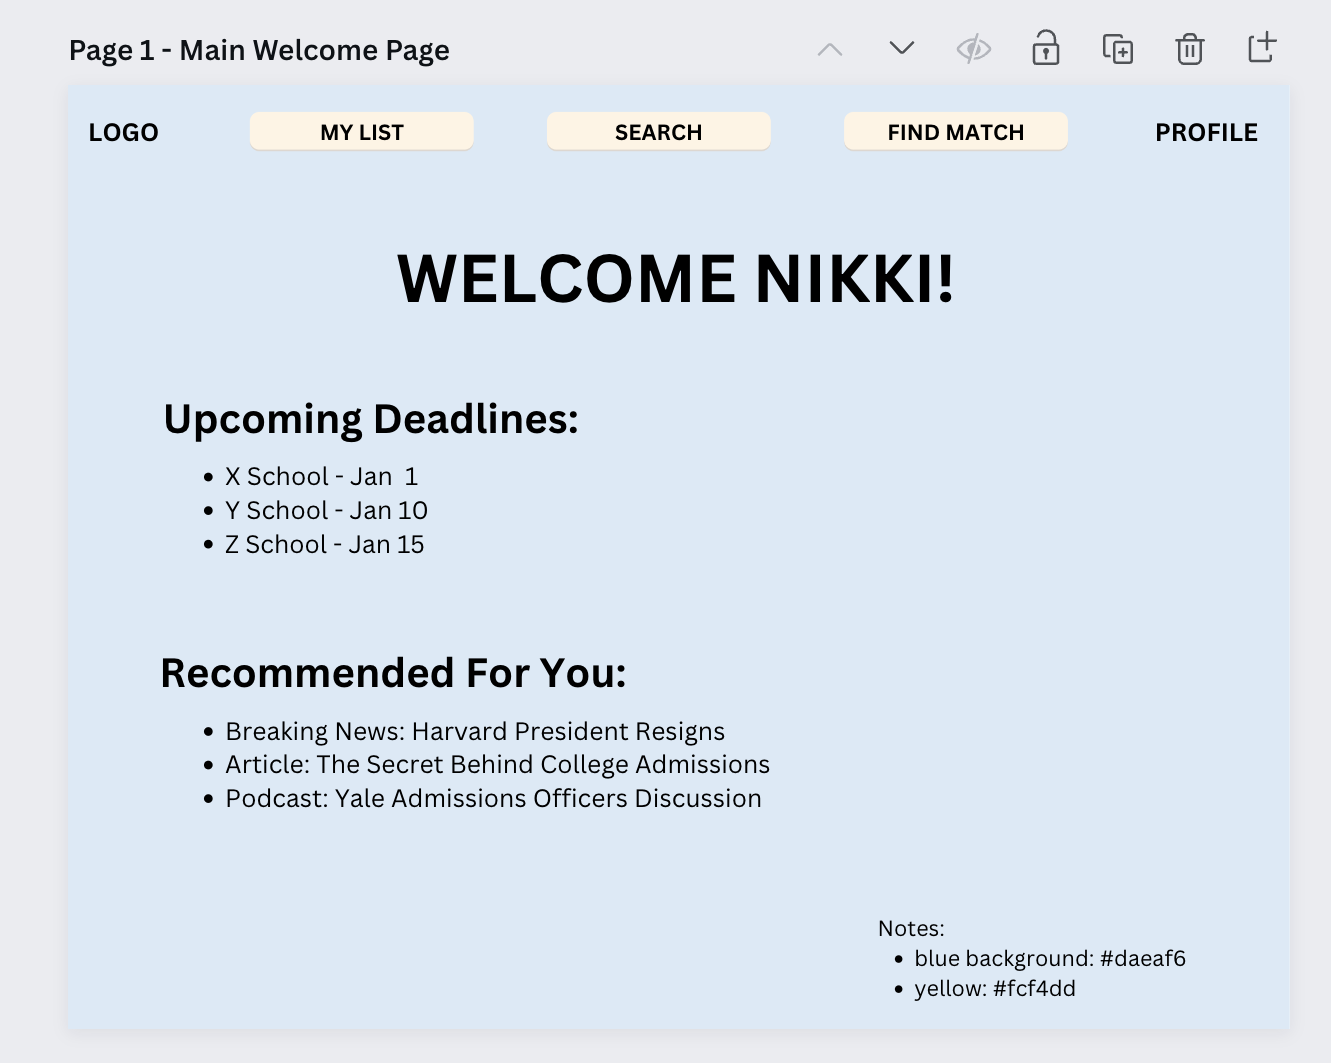 Page 1 - Main Welcome Page
LOGO MY LIST SEARCH FIND MATCH PROFILE
WELCOME NIKKI!
Upcoming Deadlines:
• X School - Jan  1
• Y School - Jan 10
• Z School - Jan 15
Recommended For You:
• Breaking News: Harvard President Resigns
• Article: The Secret Behind College Admissions
• Podcast: Yale Admissions Officers Discussion
Notes:
• blue background: #daeaf6
• yellow: #fcf4dd